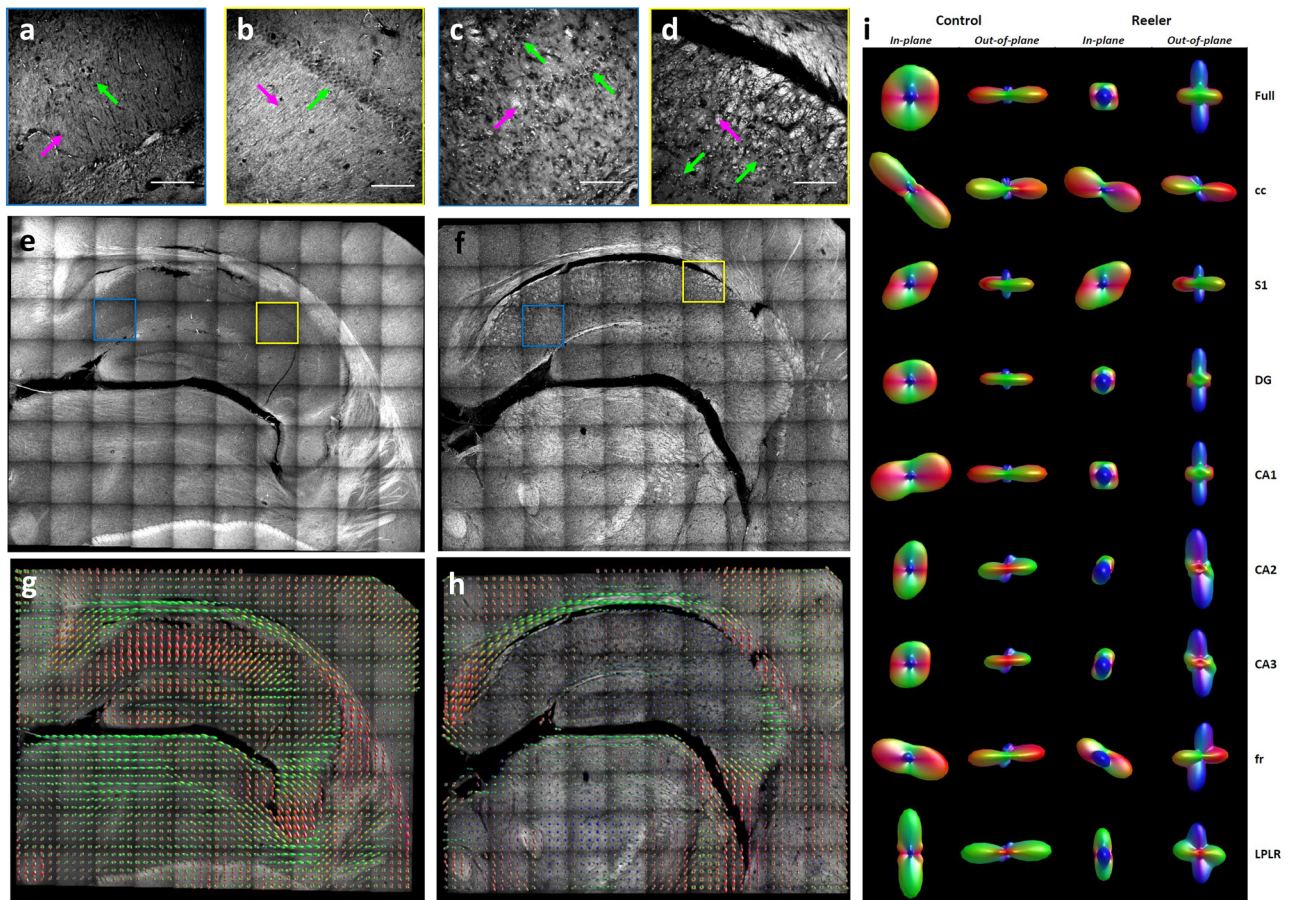 a
b
c
d
e
f
g
h
i
Control Reeler
In-plane Out-of-plane In-plane Out-of-plane
Full
cc
S1
DG
CA1
CA2
CA3
fr
LPLR